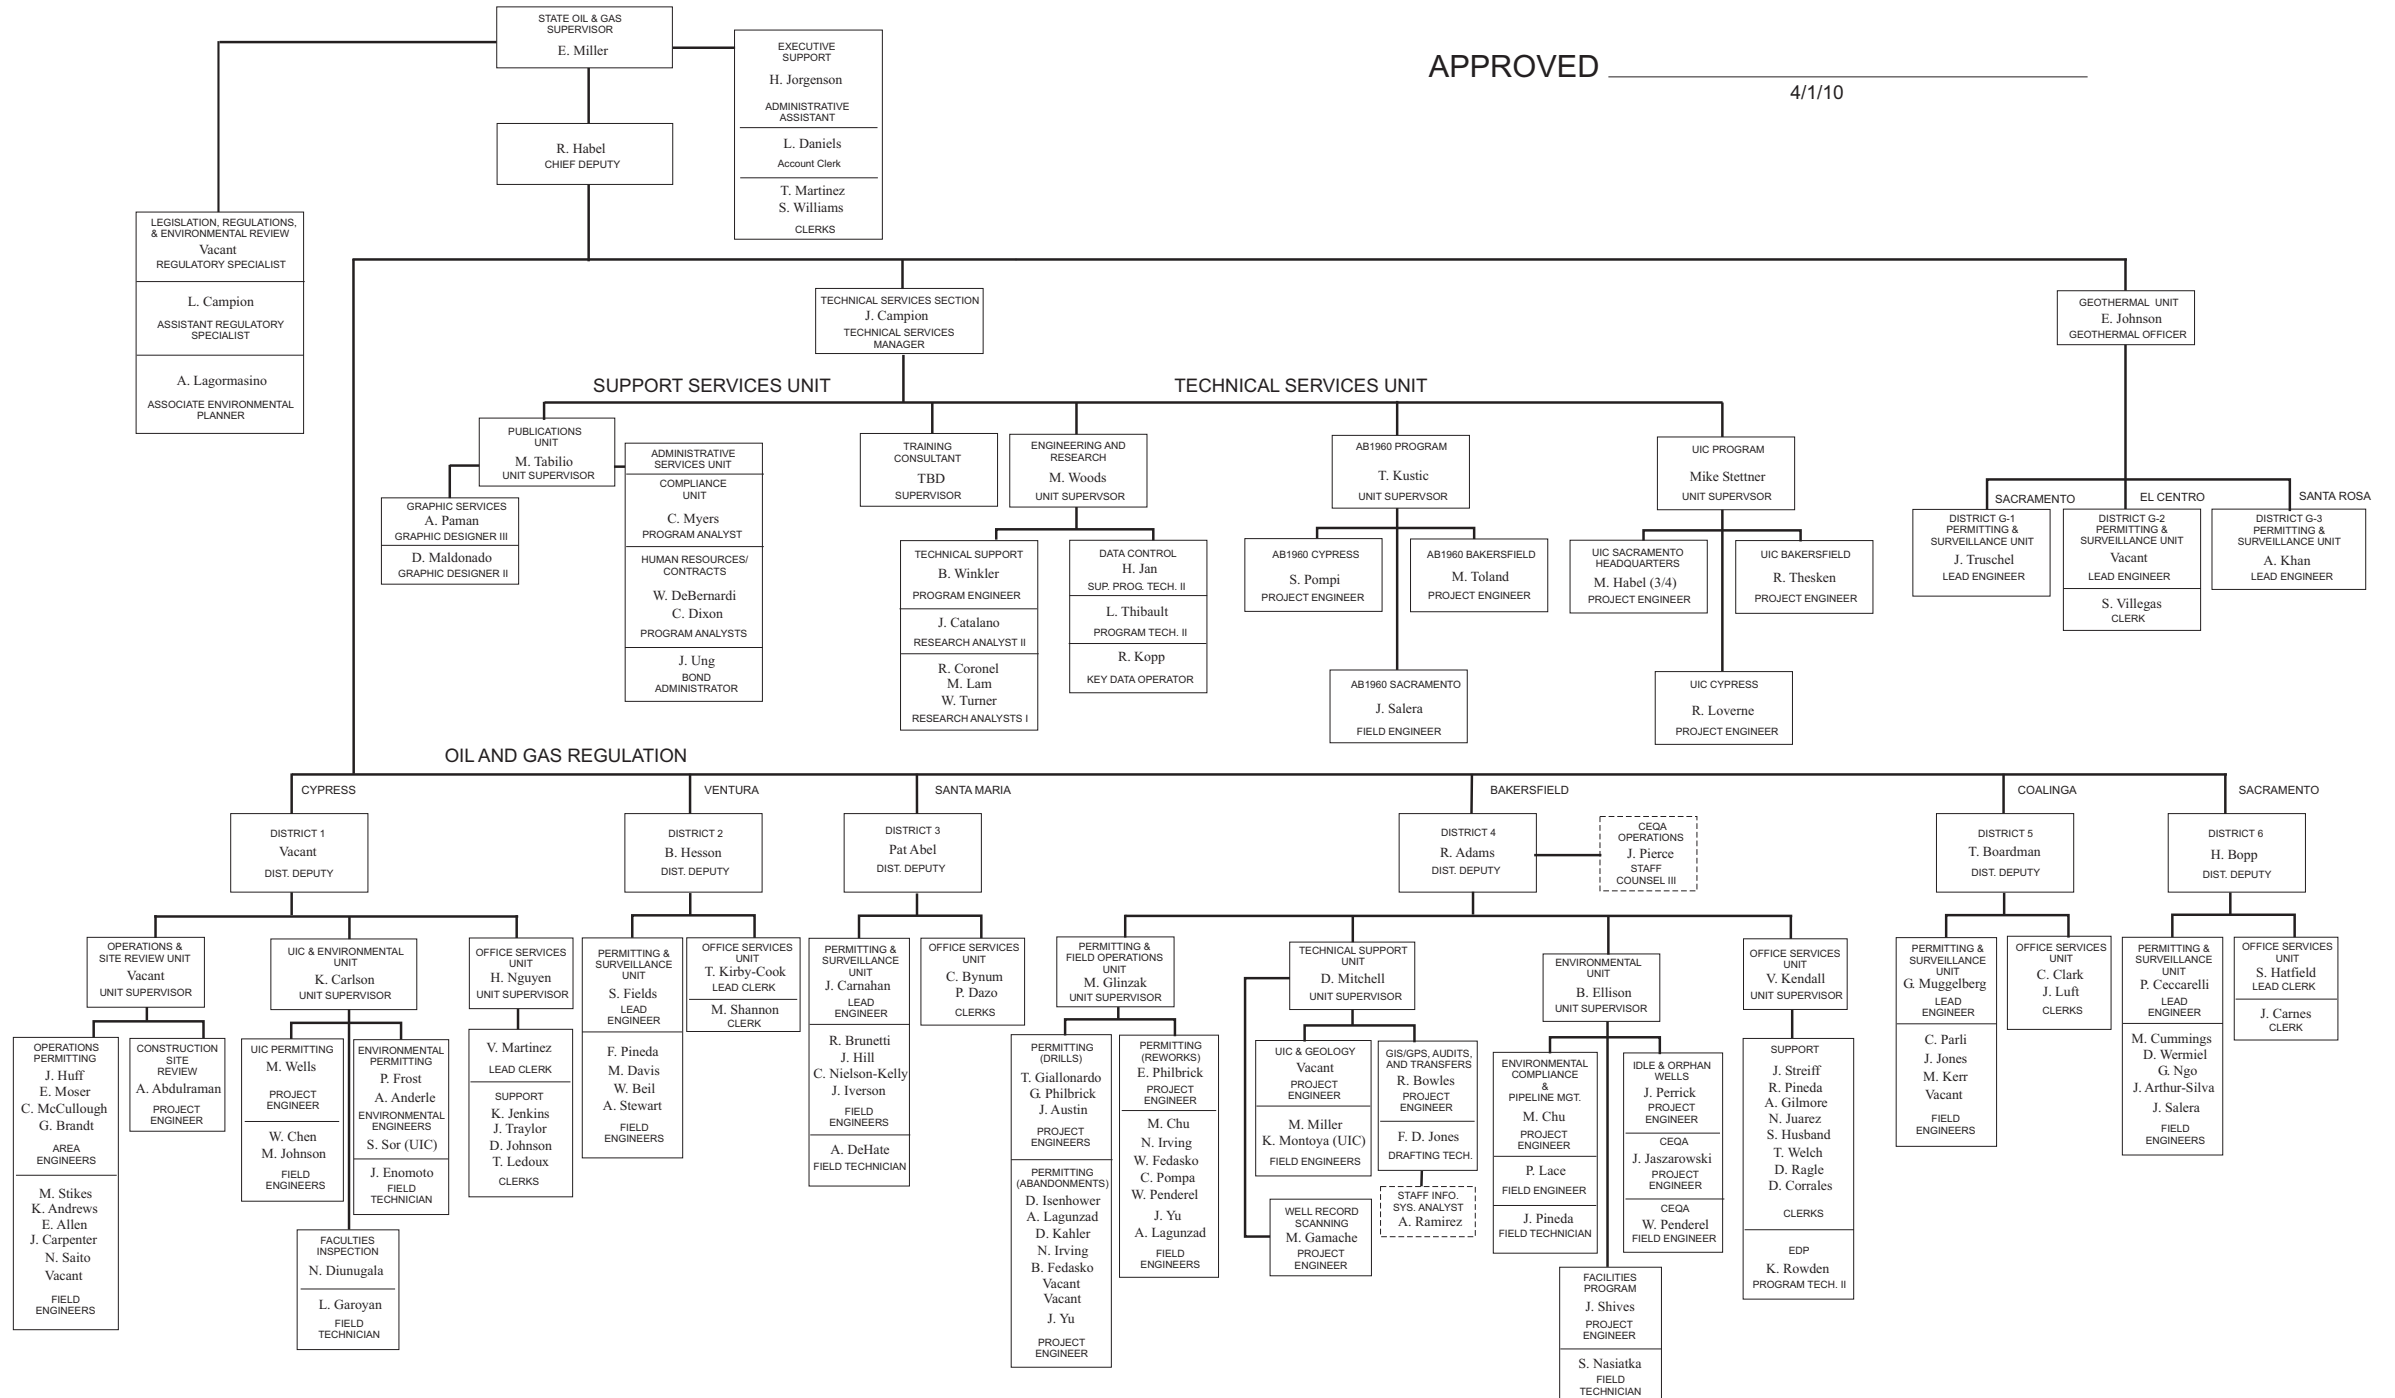 STATE OIL & GAS
SUPERVISOR
E. Miller
EXECUTIVE
SUPPORT
H. Jorgenson
ADMINISTRATIVE
ASSISTANT
L. Daniels
Account Clerk
T. Martinez
S. Williams
CLERKS
APPROVED
4/1/10
R. Habel
CHIEF DEPUTY
LEGISLATION, REGULATIONS,
& ENVIRONMENTAL REVIEW
Vacant
REGULATORY SPECIALIST
L. Campion
ASSISTANT REGULATORY
SPECIALIST
A. Lagormasino
ASSOCIATE ENVIRONMENTAL
PLANNER
TECHNICAL SERVICES SECTION
J. Campion
TECHNICAL SERVICES
MANAGER
GEOTHERMAL UNIT
E. Johnson
GEOTHERMAL OFFICER
SUPPORT SERVICES UNIT
TECHNICAL SERVICES UNIT
PUBLICATIONS
UNIT
M. Tabilio
UNIT SUPERVISOR
GRAPHIC SERVICES
A. Paman
GRAPHIC DESIGNER III
D. Maldonado
GRAPHIC DESIGNER II
ADMINISTRATIVE
SERVICES UNIT
COMPLIANCE
UNIT
C. Myers
PROGRAM ANALYST
HUMAN RESOURCES/
CONTRACTS
W. DeBernardi
C. Dixon
PROGRAM ANALYSTS
J. Ung
BOND
ADMINISTRATOR
TRAINING
CONSULTANT
TBD
SUPERVISOR
ENGINEERING AND
RESEARCH
M. Woods
UNIT SUPERVSOR
TECHNICAL SUPPORT
B. Winkler
PROGRAM ENGINEER
J. Catalano
RESEARCH ANALYST II
R. Coronel
M. Lam
W. Turner
RESEARCH ANALYSTS I
DATA CONTROL
H. Jan
SUP. PROG. TECH. II
L. Thibault
PROGRAM TECH. II
R. Kopp
KEY DATA OPERATOR
AB1960 PROGRAM
T. Kustic
UNIT SUPERVSOR
AB1960 CYPRESS
S. Pompi
PROJECT ENGINEER
AB1960 BAKERSFIELD
M. Toland
PROJECT ENGINEER
AB1960 SACRAMENTO
J. Salera
FIELD ENGINEER
UIC PROGRAM
Mike Stettner
UNIT SUPERVSOR
UIC SACRAMENTO
HEADQUARTERS
M. Habel (3/4)
PROJECT ENGINEER
UIC BAKERSFIELD
R. Thesken
PROJECT ENGINEER
UIC CYPRESS
R. Loverne
PROJECT ENGINEER
SACRAMENTO
DISTRICT G-1
PERMITTING &
SURVEILLANCE UNIT
J. Truschel
LEAD ENGINEER
EL CENTRO
DISTRICT G-2
PERMITTING &
SURVEILLANCE UNIT
Vacant
LEAD ENGINEER
S. Villegas
CLERK
SANTA ROSA
DISTRICT G-3
PERMITTING &
SURVEILLANCE UNIT
A. Khan
LEAD ENGINEER
OIL AND GAS REGULATION
CYPRESS
DISTRICT 1
Vacant
DIST. DEPUTY
OPERATIONS &
SITE REVIEW UNIT
Vacant
UNIT SUPERVISOR
OPERATIONS
PERMITTING
J. Huff
E. Moser
C. McCullough
G. Brandt
AREA
ENGINEERS
M. Stikes
K. Andrews
E. Allen
J. Carpenter
N. Saito
Vacant
FIELD
ENGINEERS
CONSTRUCTION
SITE
REVIEW
A. Abdulraman
PROJECT
ENGINEER
UIC & ENVIRONMENTAL
UNIT
K. Carlson
UNIT SUPERVISOR
UIC PERMITTING
M. Wells
PROJECT
ENGINEER
W. Chen
M. Johnson
FIELD
ENGINEERS
ENVIRONMENTAL
PERMITTING
P. Frost
A. Anderle
ENVIRONMENTAL
ENGINEERS
S. Sor (UIC)
J. Enomoto
FIELD
TECHNICIAN
FACULTIES
INSPECTION
N. Diunugala
L. Garoyan
FIELD
TECHNICIAN
OFFICE SERVICES
UNIT
H. Nguyen
UNIT SUPERVISOR
V. Martinez
LEAD CLERK
SUPPORT
K. Jenkins
J. Traylor
D. Johnson
T. Ledoux
CLERKS
VENTURA
DISTRICT 2
B. Hesson
DIST. DEPUTY
PERMITTING &
SURVEILLANCE
UNIT
S. Fields
LEAD
ENGINEER
F. Pineda
M. Davis
W. Beil
A. Stewart
FIELD
ENGINEERS
OFFICE SERVICES
UNIT
T. Kirby-Cook
LEAD CLERK
M. Shannon
CLERK
SANTA MARIA
DISTRICT 3
Pat Abel
DIST. DEPUTY
PERMITTING &
SURVEILLANCE
UNIT
J. Carnahan
LEAD
ENGINEER
R. Brunetti
J. Hill
C. Nielson-Kelly
J. Iverson
FIELD
ENGINEERS
A. DeHate
FIELD TECHNICIAN
OFFICE SERVICES
UNIT
C. Bynum
P. Dazo
CLERKS
BAKERSFIELD
DISTRICT 4
R. Adams
DIST. DEPUTY
CEQA
OPERATIONS
J. Pierce
STAFF
COUNSEL III
PERMITTING &
FIELD OPERATIONS
UNIT
M. Glinzak
UNIT SUPERVISOR
PERMITTING
(DRILLS)
T. Giallonardo
G. Philbrick
J. Austin
PROJECT
ENGINEERS
PERMITTING
(ABANDONMENTS)
D. Isenhower
A. Lagunzad
D. Kahler
N. Irving
B. Fedasko
Vacant
Vacant
J. Yu
PROJECT
ENGINEER
PERMITTING
(REWORKS)
E. Philbrick
PROJECT
ENGINEER
M. Chu
N. Irving
W. Fedasko
C. Pompa
W. Penderel
J. Yu
A. Lagunzad
FIELD
ENGINEERS
TECHNICAL SUPPORT
UNIT
D. Mitchell
UNIT SUPERVISOR
UIC & GEOLOGY
Vacant
PROJECT
ENGINEER
M. Miller
K. Montoya (UIC)
FIELD ENGINEERS
WELL RECORD
SCANNING
M. Gamache
PROJECT
ENGINEER
GIS/GPS, AUDITS,
AND TRANSFERS
R. Bowles
PROJECT
ENGINEER
F. D. Jones
DRAFTING TECH.
STAFF INFO.
SYS. ANALYST
A. Ramirez
ENVIRONMENTAL
UNIT
B. Ellison
UNIT SUPERVISOR
ENVIRONMENTAL
COMPLIANCE
&
PIPELINE MGT.
M. Chu
PROJECT
ENGINEER
P. Lace
FIELD ENGINEER
J. Pineda
FIELD TECHNICIAN
IDLE & ORPHAN
WELLS
J. Perrick
PROJECT
ENGINEER
CEQA
J. Jaszarowski
PROJECT
ENGINEER
CEQA
W. Penderel
FIELD ENGINEER
FACILITIES
PROGRAM
J. Shives
PROJECT
ENGINEER
S. Nasiatka
FIELD
TECHNICIAN
OFFICE SERVICES
UNIT
V. Kendall
UNIT SUPERVISOR
SUPPORT
J. Streiff
R. Pineda
A. Gilmore
N. Juarez
S. Husband
T. Welch
D. Ragle
D. Corrales
CLERKS
EDP
K. Rowden
PROGRAM TECH. II
COALINGA
DISTRICT 5
T. Boardman
DIST. DEPUTY
PERMITTING &
SURVEILLANCE
UNIT
G. Muggelberg
LEAD
ENGINEER
C. Parli
J. Jones
M. Kerr
Vacant
FIELD
ENGINEERS
OFFICE SERVICES
UNIT
C. Clark
J. Luft
CLERKS
SACRAMENTO
DISTRICT 6
H. Bopp
DIST. DEPUTY
PERMITTING &
SURVEILLANCE
UNIT
P. Ceccarelli
LEAD
ENGINEER
M. Cummings
D. Wermiel
G. Ngo
J. Arthur-Silva
J. Salera
FIELD
ENGINEERS
OFFICE SERVICES
UNIT
S. Hatfield
LEAD CLERK
J. Carnes
CLERK